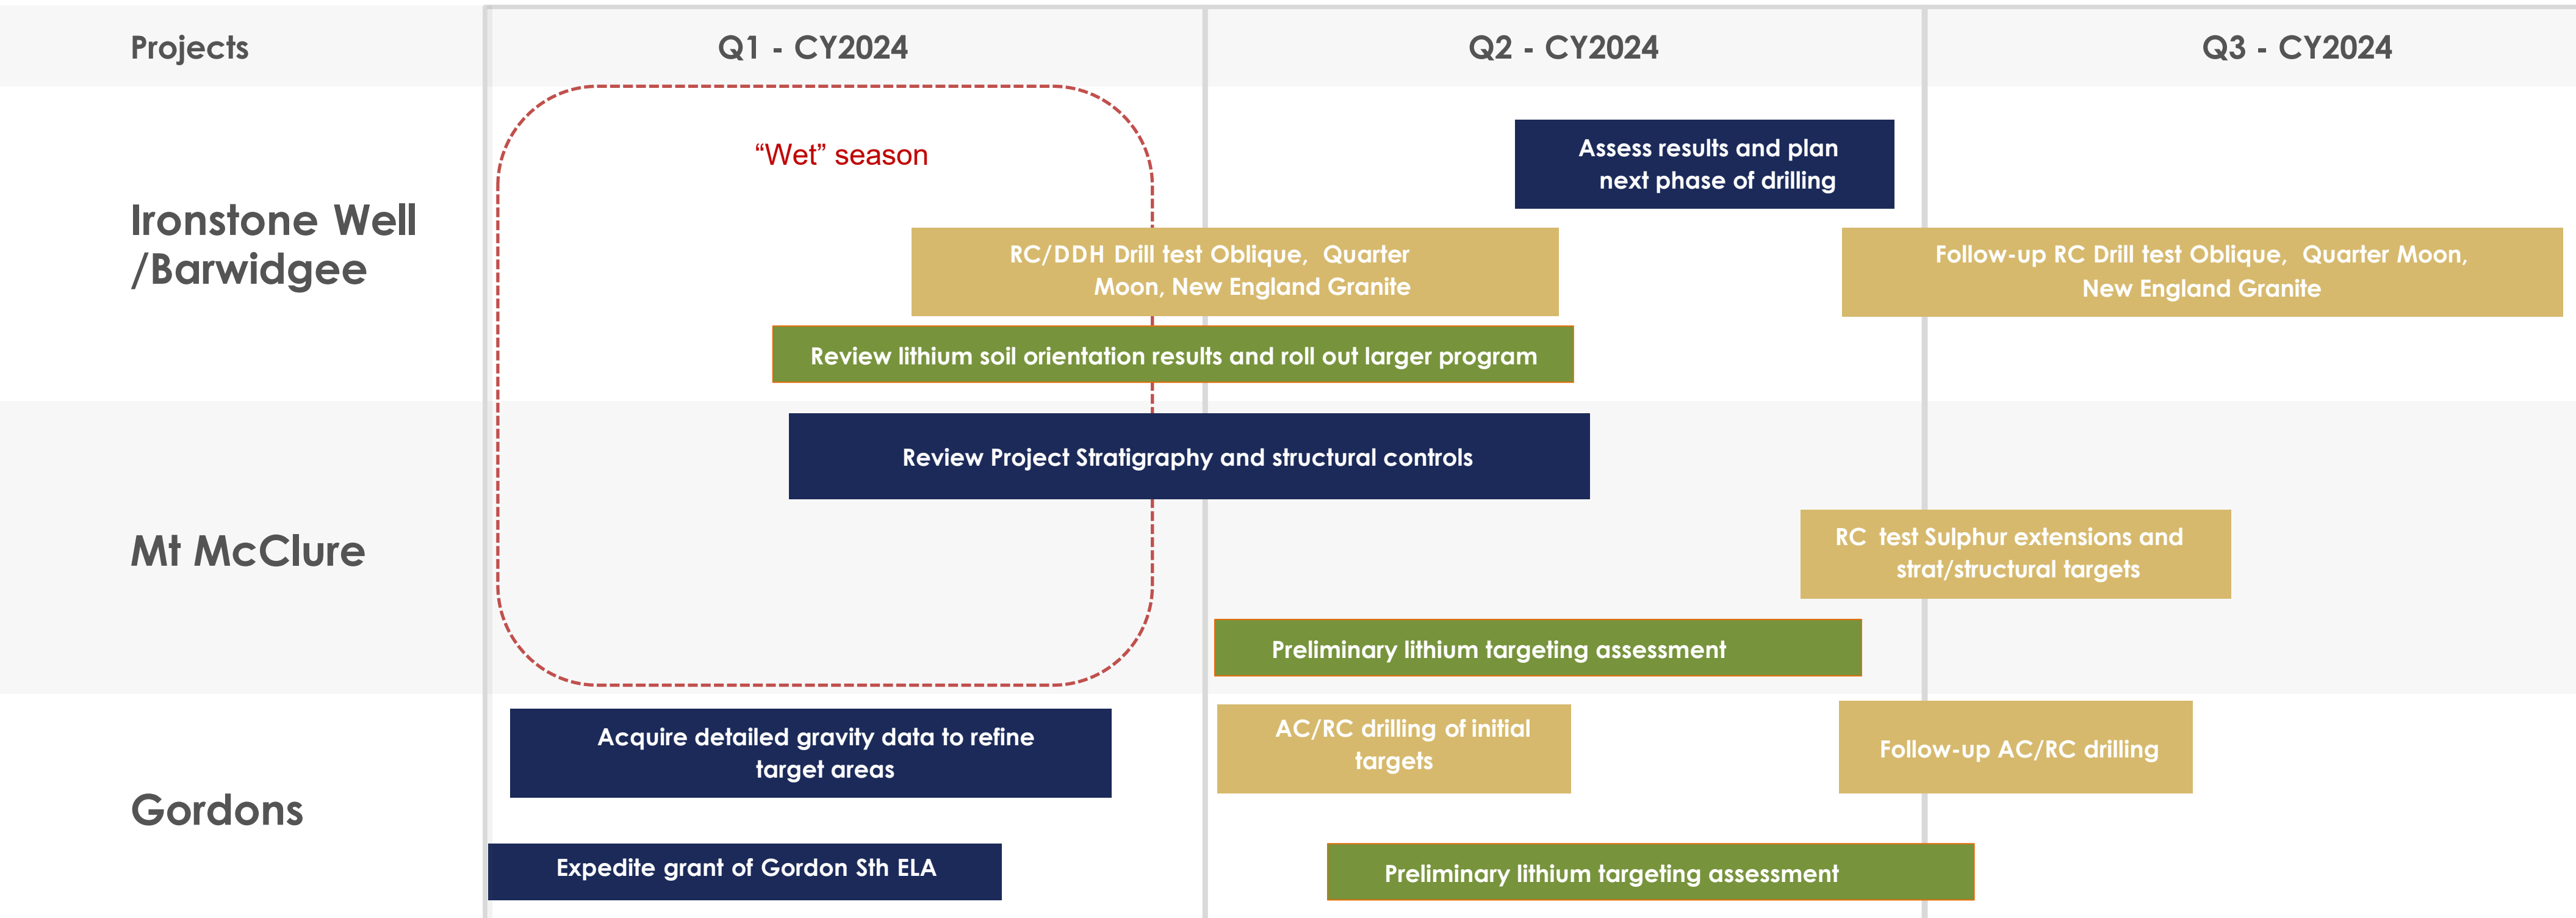 Projects
Q1 - CY2024
Q2 - CY2024
Q3 - CY2024
Ironstone Well
/Barwidgee
“Wet” season
Assess results and plan
next phase of drilling
RC/DDH Drill test Oblique, Quarter
Moon, New England Granite
Follow-up RC Drill test Oblique, Quarter Moon,
New England Granite
Review lithium soil orientation results and roll out larger program
Mt McClure
Review Project Stratigraphy and structural controls
RC test Sulphur extensions and
strat/structural targets
Preliminary lithium targeting assessment
Gordons
Acquire detailed gravity data to refine
target areas
AC/RC drilling of initial
targets
Follow-up AC/RC drilling
Expedite grant of Gordon Sth ELA
Preliminary lithium targeting assessment